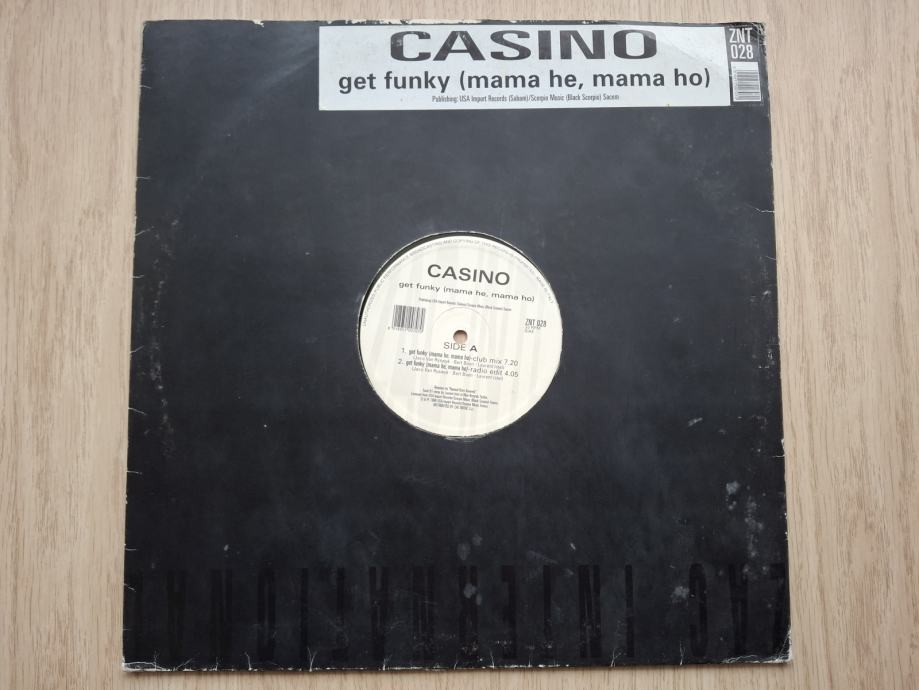 CASINO
get funky (mama he, mama ho)
Publishing: USA Import Records (Sabam)/Scorpio Music (Black Scorpio) Sacem
ZNT
028
CASINO
get funky (mama he, mama ho)
ZNT 028
SIDE A
1. get funky (mama he, mama ho)-club mix 7.20
2. get funky (mama he, mama ho)-radio edit 4.05
ZAC INTERNATIONAL